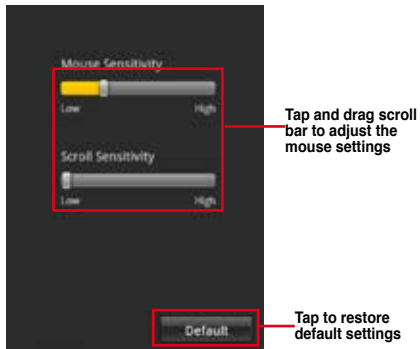 Mouse Sensitivity
Low High
Tap and drag scroll
bar to adjust the
mouse settings
Scroll Sensitivity
Low High
Default
Tap to restore
default settings